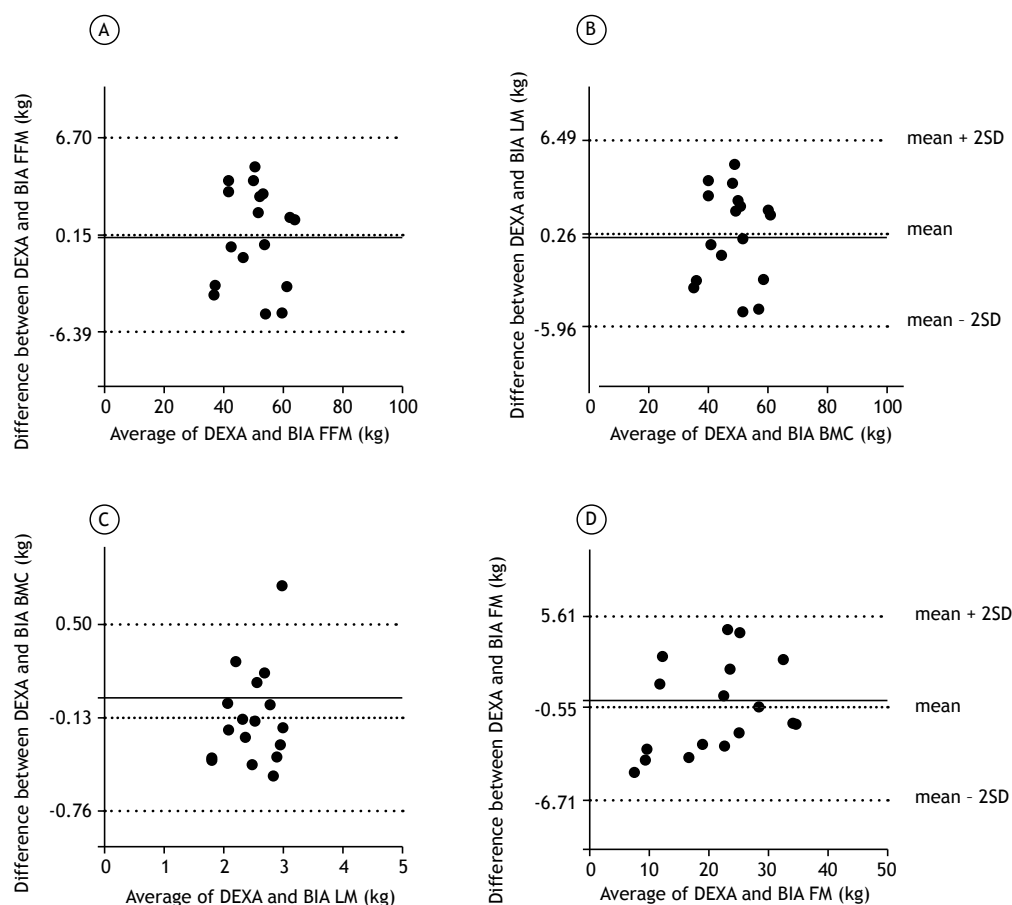 A
Difference between DEXA and BIA FFM (kg)
6.70
0.15
-6.39
0 20 40 60 80 100
Average of DEXA and BIA FFM (kg)
B
Difference between DEXA and BIA LM (kg)
6.49
0.26
-5.96
mean + 2SD
mean
mean - 2SD
0 20 40 60 80 100
Average of DEXA and BIA BMC (kg)
C
Difference between DEXA and BIA BMC (kg)
0.50
-0.13
-0.76
0 1 2 3 4 5
Average of DEXA and BIA LM (kg)
D
Difference between DEXA and BIA FM (kg)
5.61
-0.55
-6.71
mean + 2SD
mean
mean - 2SD
0 10 20 30 40 50
Average of DEXA and BIA FM (kg)